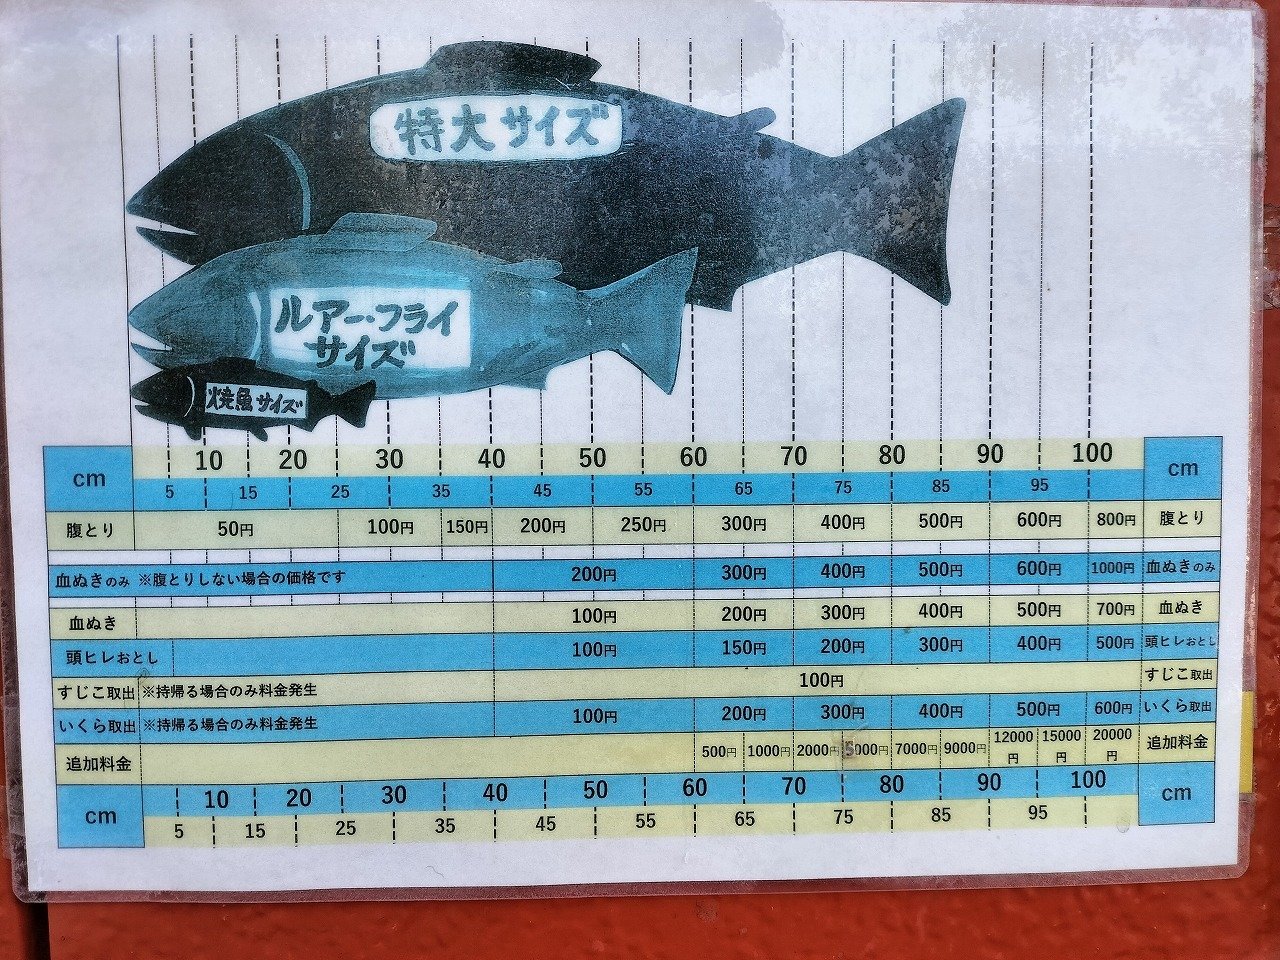 特大サイズ
ルアー・フライ
サイズ
焼魚サイズ
cm 10 20 30 40 50 60 70 80 90 100 cm
5 15 25 35 45 55 65 75 85 95
腹とり 50円 100円 150円 200円 250円 300円 400円 500円 600円 800円 腹とり
血ぬきのみ ※腹とりしない場合の価格です 200円 300円 400円 500円 600円 1000円 血ぬきのみ
血ぬき 100円 200円 300円 400円 500円 700円 血ぬき
頭ヒレおとし 100円 150円 200円 300円 400円 500円 頭ヒレおとし
すじこ取出 ※持帰る場合のみ料金発生 100円 すじこ取出
いくら取出 ※持帰る場合のみ料金発生 100円 200円 300円 400円 500円 600円 いくら取出
追加料金 500円 1000円 2000円 5000円 7000円 9000円 12000円 15000円 20000円 追加料金
cm 10 20 30 40 50 60 70 80 90 100 cm
5 15 25 35 45 55 65 75 85 95